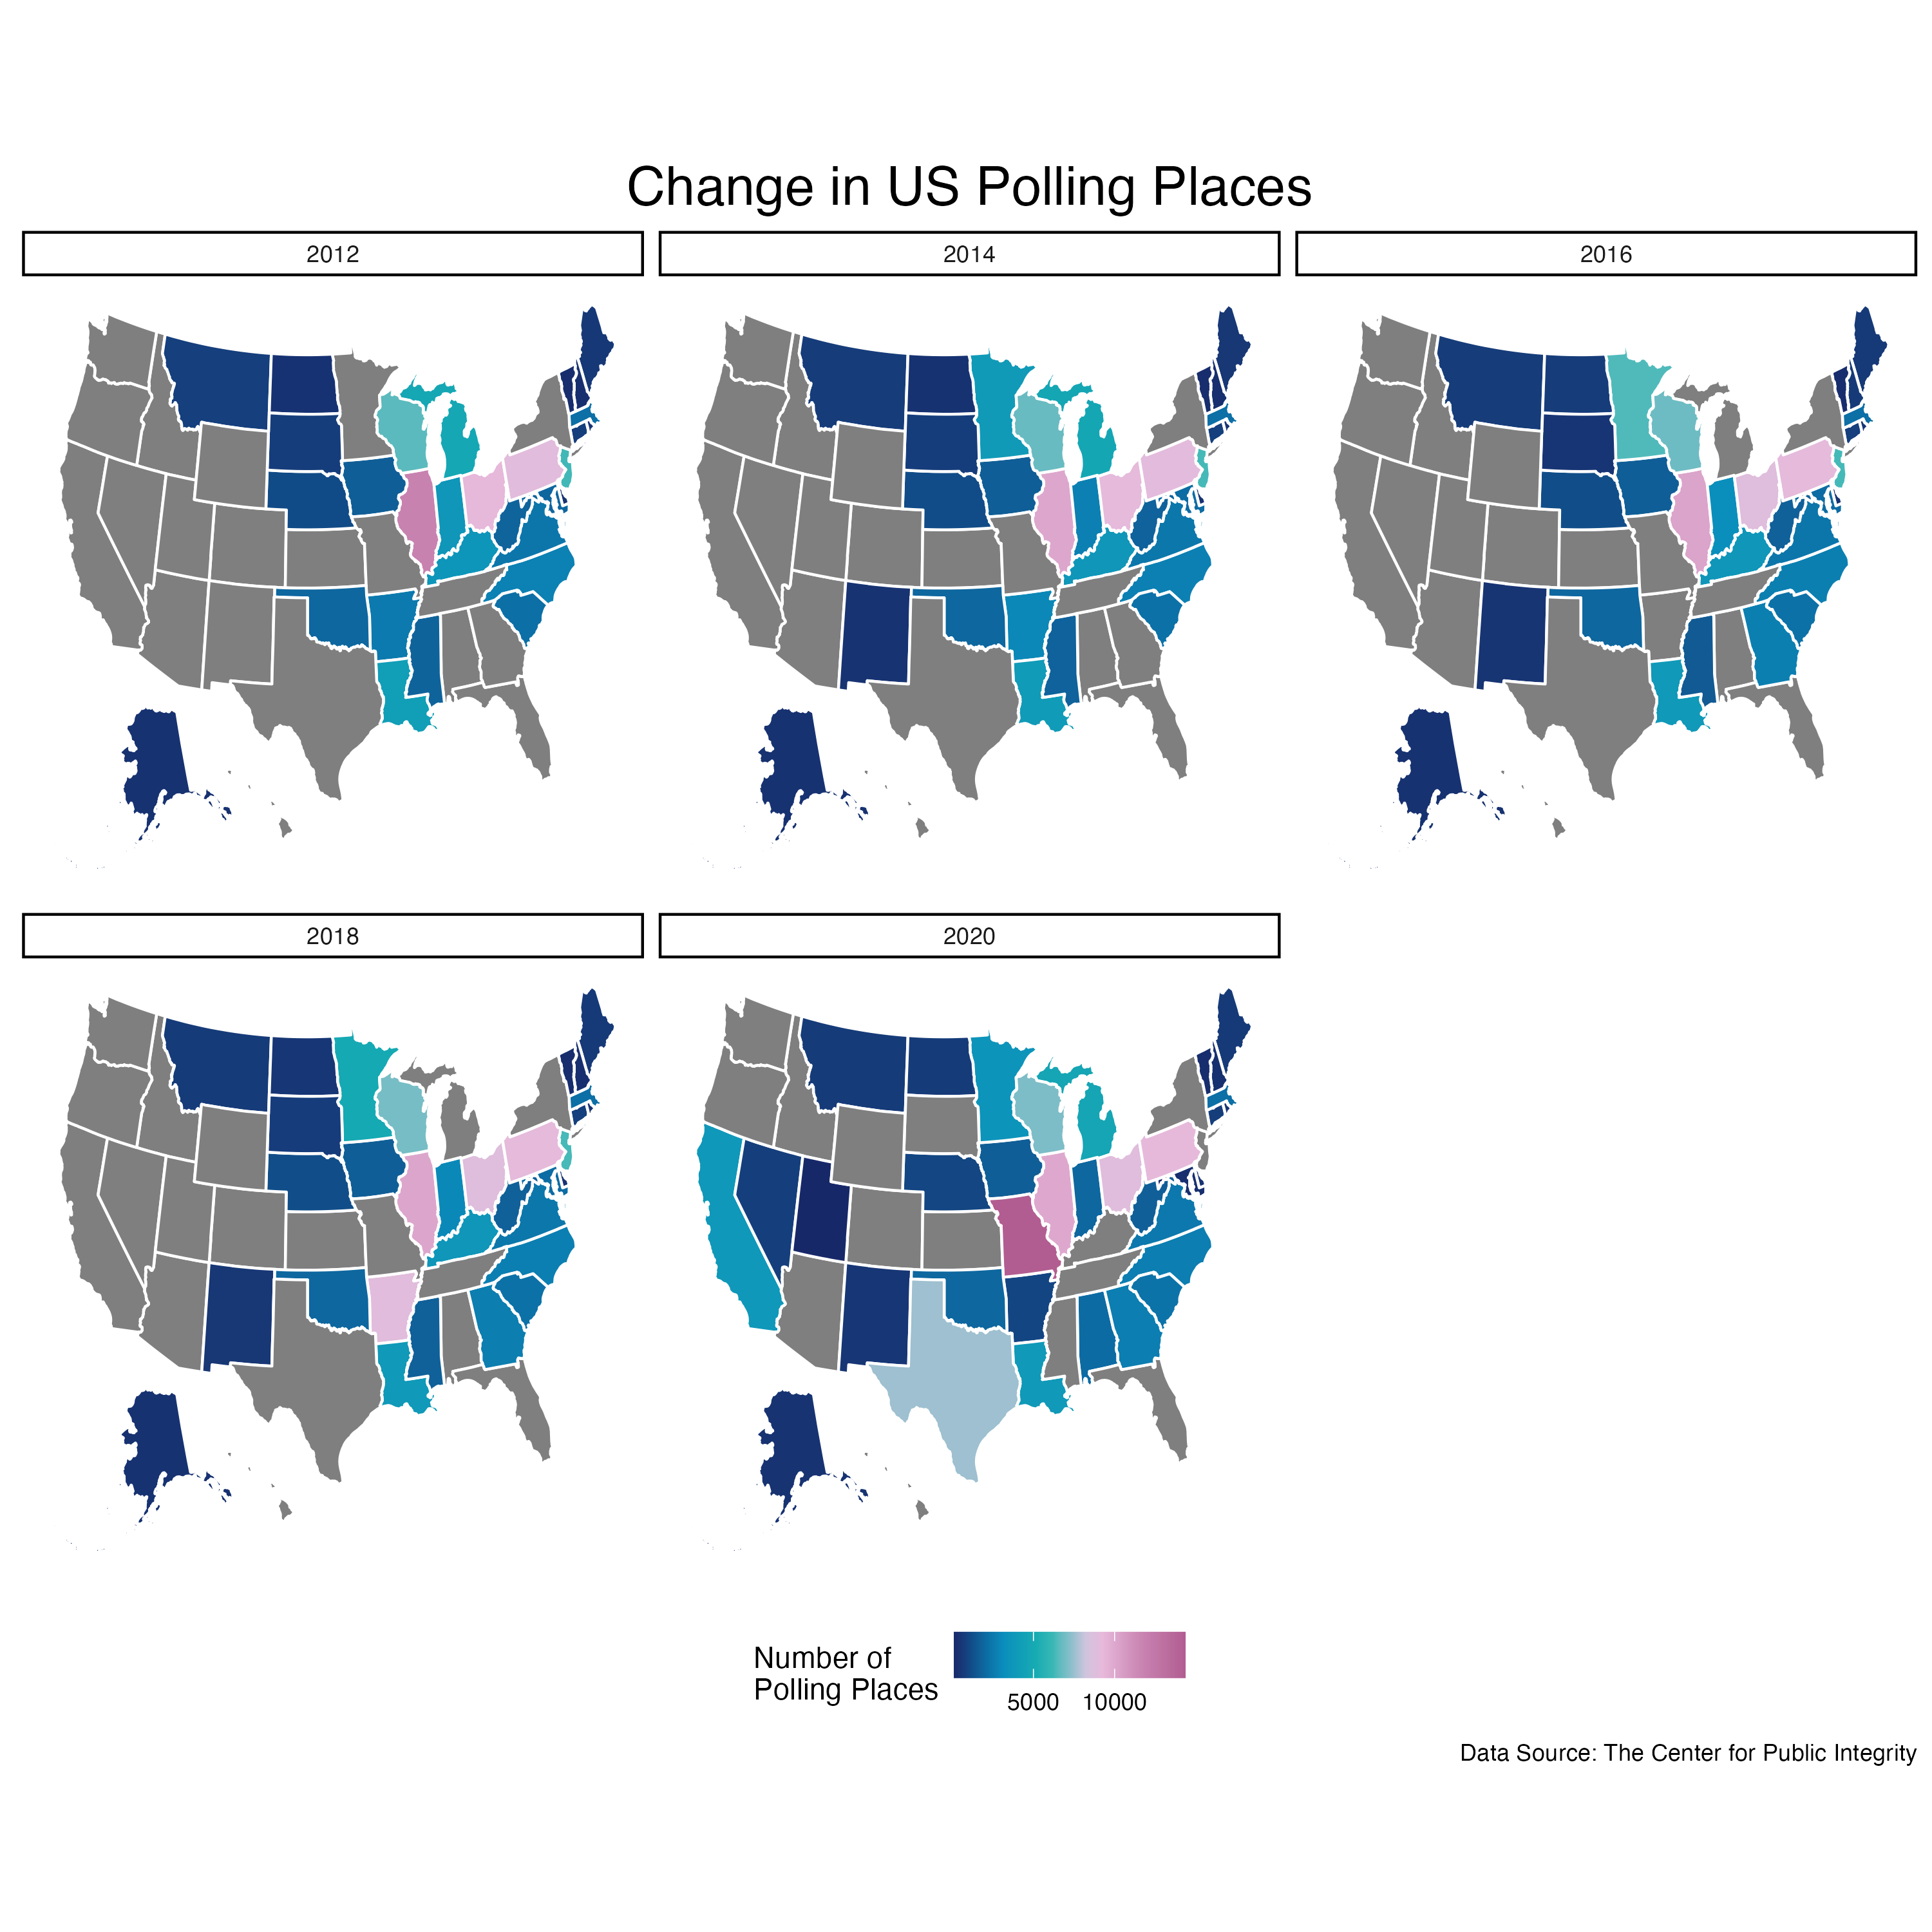 Change in US Polling Places
2012
2014
2016
2018
2020
Number of
Polling Places
5000
10000
Data Source: The Center for Public Integrity